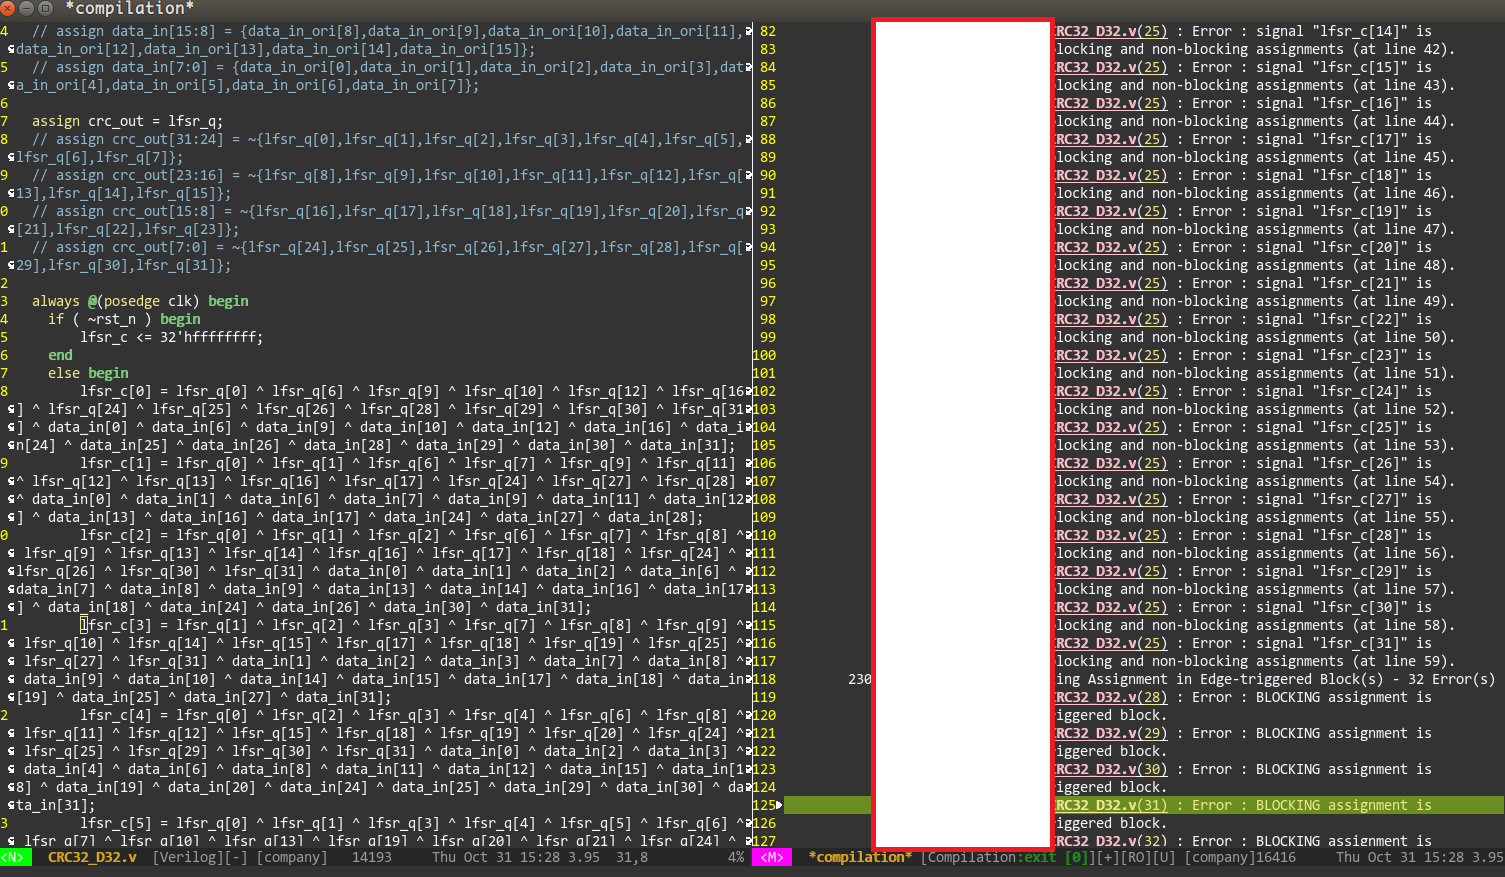 *compilation*
4 // assign data_in[15:8] = {data_in_ori[8],data_in_ori[9],data_in_ori[10],data_in_ori[11],
data_in_ori[12],data_in_ori[13],data_in_ori[14],data_in_ori[15]};
5 // assign data_in[7:0] = {data_in_ori[0],data_in_ori[1],data_in_ori[2],data_in_ori[3],dat
a_in_ori[4],data_in_ori[5],data_in_ori[6],data_in_ori[7]};
6
7 assign crc_out = lfsr_q;
8 // assign crc_out[31:24] = ~{lfsr_q[0],lfsr_q[1],lfsr_q[2],lfsr_q[3],lfsr_q[4],lfsr_q[5],
lfsr_q[6],lfsr_q[7]};
9 // assign crc_out[23:16] = ~{lfsr_q[8],lfsr_q[9],lfsr_q[10],lfsr_q[11],lfsr_q[12],lfsr_q[
13],lfsr_q[14],lfsr_q[15]};
0 // assign crc_out[15:8] = ~{lfsr_q[16],lfsr_q[17],lfsr_q[18],lfsr_q[19],lfsr_q[20],lfsr_q
[21],lfsr_q[22],lfsr_q[23]};
1 // assign crc_out[7:0] = ~{lfsr_q[24],lfsr_q[25],lfsr_q[26],lfsr_q[27],lfsr_q[28],lfsr_q[
29],lfsr_q[30],lfsr_q[31]};
2
3 always @(posedge clk) begin
4 if ( ~rst_n ) begin
5 lfsr_c <= 32'hffffffff;
6 end
7 else begin
8 lfsr_c[0] = lfsr_q[0] ^ lfsr_q[6] ^ lfsr_q[9] ^ lfsr_q[10] ^ lfsr_q[12] ^ lfsr_q[16
] ^ lfsr_q[24] ^ lfsr_q[25] ^ lfsr_q[26] ^ lfsr_q[28] ^ lfsr_q[29] ^ lfsr_q[30] ^ lfsr_q[31
] ^ data_in[0] ^ data_in[6] ^ data_in[9] ^ data_in[10] ^ data_in[12] ^ data_in[16] ^ data_i
n[24] ^ data_in[25] ^ data_in[26] ^ data_in[28] ^ data_in[29] ^ data_in[30] ^ data_in[31];
9 lfsr_c[1] = lfsr_q[0] ^ lfsr_q[1] ^ lfsr_q[6] ^ lfsr_q[7] ^ lfsr_q[9] ^ lfsr_q[11]
^ lfsr_q[12] ^ lfsr_q[13] ^ lfsr_q[16] ^ lfsr_q[17] ^ lfsr_q[24] ^ lfsr_q[27] ^ lfsr_q[28]
^ data_in[0] ^ data_in[1] ^ data_in[6] ^ data_in[7] ^ data_in[9] ^ data_in[11] ^ data_in[12
] ^ data_in[13] ^ data_in[16] ^ data_in[17] ^ data_in[24] ^ data_in[27] ^ data_in[28];
0 lfsr_c[2] = lfsr_q[0] ^ lfsr_q[1] ^ lfsr_q[2] ^ lfsr_q[6] ^ lfsr_q[7] ^ lfsr_q[8] ^
lfsr_q[9] ^ lfsr_q[13] ^ lfsr_q[14] ^ lfsr_q[16] ^ lfsr_q[17] ^ lfsr_q[18] ^ lfsr_q[24] ^
lfsr_q[26] ^ lfsr_q[30] ^ lfsr_q[31] ^ data_in[0] ^ data_in[1] ^ data_in[2] ^ data_in[6] ^
data_in[7] ^ data_in[8] ^ data_in[9] ^ data_in[13] ^ data_in[14] ^ data_in[16] ^ data_in[17
] ^ data_in[18] ^ data_in[24] ^ data_in[26] ^ data_in[30] ^ data_in[31];
1 lfsr_c[3] = lfsr_q[1] ^ lfsr_q[2] ^ lfsr_q[3] ^ lfsr_q[7] ^ lfsr_q[8] ^ lfsr_q[9] ^
lfsr_q[10] ^ lfsr_q[14] ^ lfsr_q[15] ^ lfsr_q[17] ^ lfsr_q[18] ^ lfsr_q[19] ^ lfsr_q[25] ^
lfsr_q[27] ^ lfsr_q[31] ^ data_in[1] ^ data_in[2] ^ data_in[3] ^ data_in[7] ^ data_in[8] ^
data_in[9] ^ data_in[10] ^ data_in[14] ^ data_in[15] ^ data_in[17] ^ data_in[18] ^ data_in
[19] ^ data_in[25] ^ data_in[27] ^ data_in[31];
2 lfsr_c[4] = lfsr_q[0] ^ lfsr_q[2] ^ lfsr_q[3] ^ lfsr_q[4] ^ lfsr_q[6] ^ lfsr_q[8] ^
lfsr_q[11] ^ lfsr_q[12] ^ lfsr_q[15] ^ lfsr_q[18] ^ lfsr_q[19] ^ lfsr_q[20] ^ lfsr_q[24] ^
lfsr_q[25] ^ lfsr_q[29] ^ lfsr_q[30] ^ lfsr_q[31] ^ data_in[0] ^ data_in[2] ^ data_in[3] ^
data_in[4] ^ data_in[6] ^ data_in[8] ^ data_in[11] ^ data_in[12] ^ data_in[15] ^ data_in[1
8] ^ data_in[19] ^ data_in[20] ^ data_in[24] ^ data_in[25] ^ data_in[29] ^ data_in[30] ^ da
ta_in[31];
3 lfsr_c[5] = lfsr_q[0] ^ lfsr_q[1] ^ lfsr_q[3] ^ lfsr_q[4] ^ lfsr_q[5] ^ lfsr_q[6] ^
lfsr_q[7] ^ lfsr_q[10] ^ lfsr_q[13] ^ lfsr_q[19] ^ lfsr_q[20] ^ lfsr_q[21] ^ lfsr_q[24] ^
<N> CRC32_D32.v [Verilog][-] [company] 14193 Thu Oct 31 15:28 3.95 31,8 4%
82 CRC32_D32.v(25) : Error : signal "lfsr_c[14]" is
83 locking and non-blocking assignments (at line 42).
84 CRC32_D32.v(25) : Error : signal "lfsr_c[15]" is
85 locking and non-blocking assignments (at line 43).
86 CRC32_D32.v(25) : Error : signal "lfsr_c[16]" is
87 locking and non-blocking assignments (at line 44).
88 CRC32_D32.v(25) : Error : signal "lfsr_c[17]" is
89 locking and non-blocking assignments (at line 45).
90 CRC32_D32.v(25) : Error : signal "lfsr_c[18]" is
91 locking and non-blocking assignments (at line 46).
92 CRC32_D32.v(25) : Error : signal "lfsr_c[19]" is
93 locking and non-blocking assignments (at line 47).
94 CRC32_D32.v(25) : Error : signal "lfsr_c[20]" is
95 locking and non-blocking assignments (at line 48).
96 CRC32_D32.v(25) : Error : signal "lfsr_c[21]" is
97 locking and non-blocking assignments (at line 49).
98 CRC32_D32.v(25) : Error : signal "lfsr_c[22]" is
99 locking and non-blocking assignments (at line 50).
100 CRC32_D32.v(25) : Error : signal "lfsr_c[23]" is
101 locking and non-blocking assignments (at line 51).
102 CRC32_D32.v(25) : Error : signal "lfsr_c[24]" is
103 locking and non-blocking assignments (at line 52).
104 CRC32_D32.v(25) : Error : signal "lfsr_c[25]" is
105 locking and non-blocking assignments (at line 53).
106 CRC32_D32.v(25) : Error : signal "lfsr_c[26]" is
107 locking and non-blocking assignments (at line 54).
108 CRC32_D32.v(25) : Error : signal "lfsr_c[27]" is
109 locking and non-blocking assignments (at line 55).
110 CRC32_D32.v(25) : Error : signal "lfsr_c[28]" is
111 locking and non-blocking assignments (at line 56).
112 CRC32_D32.v(25) : Error : signal "lfsr_c[29]" is
113 locking and non-blocking assignments (at line 57).
114 CRC32_D32.v(25) : Error : signal "lfsr_c[30]" is
115 locking and non-blocking assignments (at line 58).
116 CRC32_D32.v(25) : Error : signal "lfsr_c[31]" is
117 locking and non-blocking assignments (at line 59).
118 230 ing Assignment in Edge-triggered Block(s) - 32 Error(s)
119 CRC32_D32.v(28) : Error : BLOCKING assignment is
120 iggered block.
121 CRC32_D32.v(29) : Error : BLOCKING assignment is
122 iggered block.
123 CRC32_D32.v(30) : Error : BLOCKING assignment is
124 iggered block.
125 CRC32_D32.v(31) : Error : BLOCKING assignment is
126 iggered block.
127 CRC32_D32.v(32) : Error : BLOCKING assignment is
<M> *compilation* [Compilation:exit [0]][+][RO][U] [company]16416 Thu Oct 31 15:28 3.95